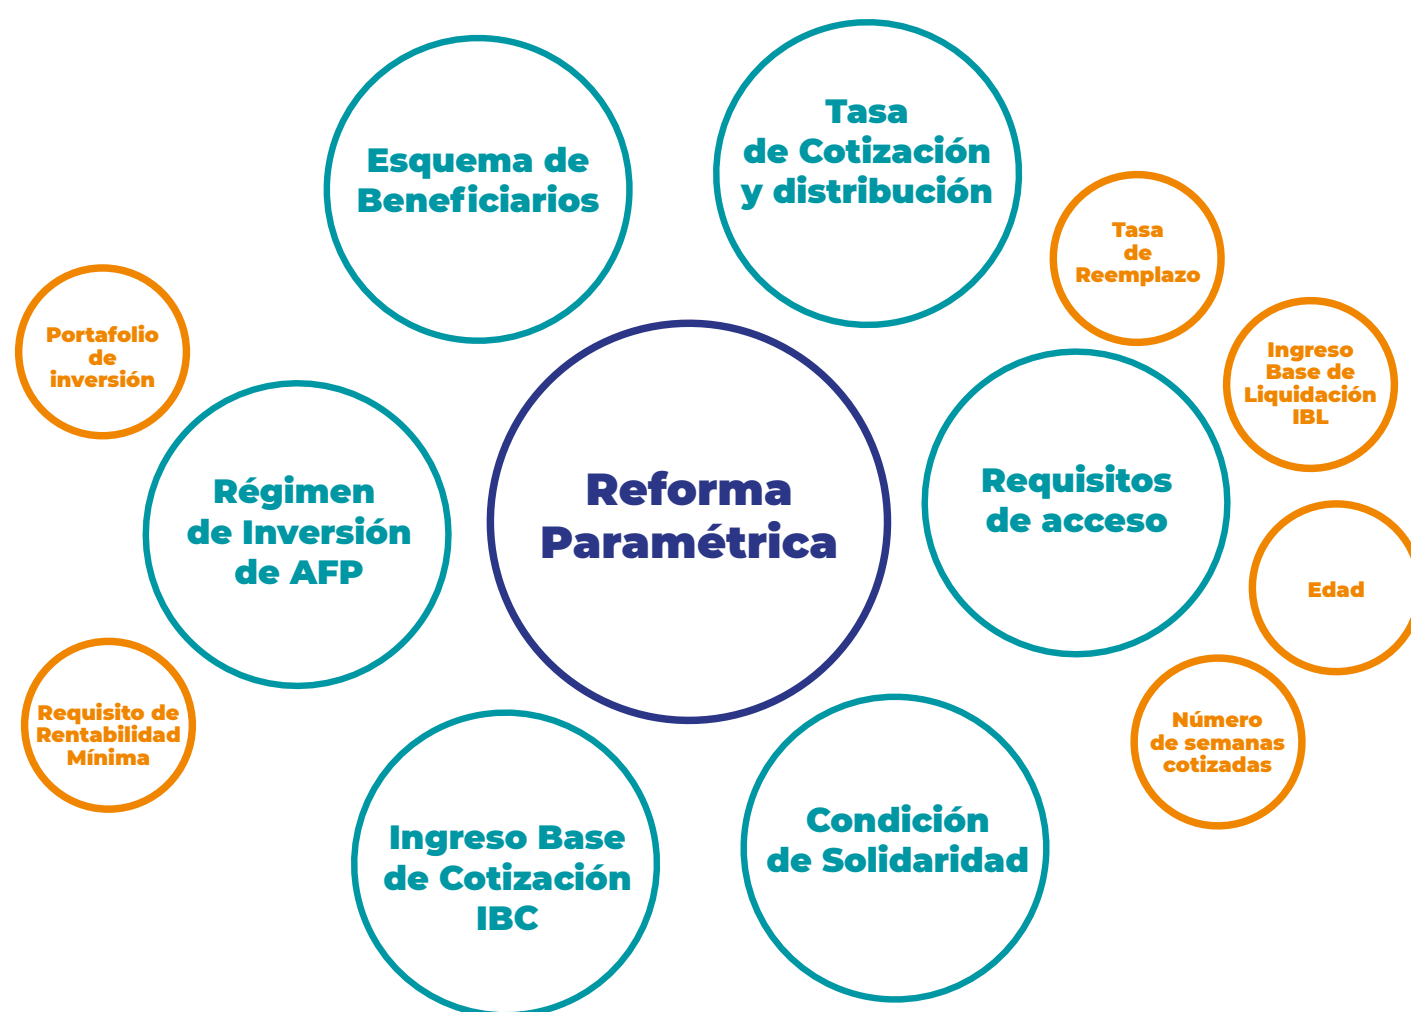 Esquema de
Beneficiarios
Tasa
de Cotización
y distribución
Tasa
de
Reemplazo
Portafolio
de
inversión
Ingreso
Base de
Liquidación
IBL
Régimen
de Inversión
de AFP
Reforma
Paramétrica
Requisitos
de acceso
Edad
Requisito de
Rentabilidad
Mínima
Número
de semanas
cotizadas
Ingreso Base
de Cotización
IBC
Condición
de Solidaridad